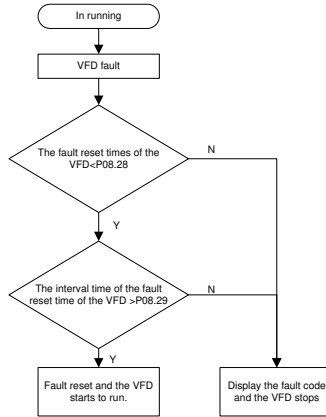 In running
VFD fault
The fault reset times of the
VFD<P08.28
N
Y
The interval time of the fault
reset time of the VFD >P08.29
N
Y
Fault reset and the VFD
starts to run.
Display the fault code
and the VFD stops